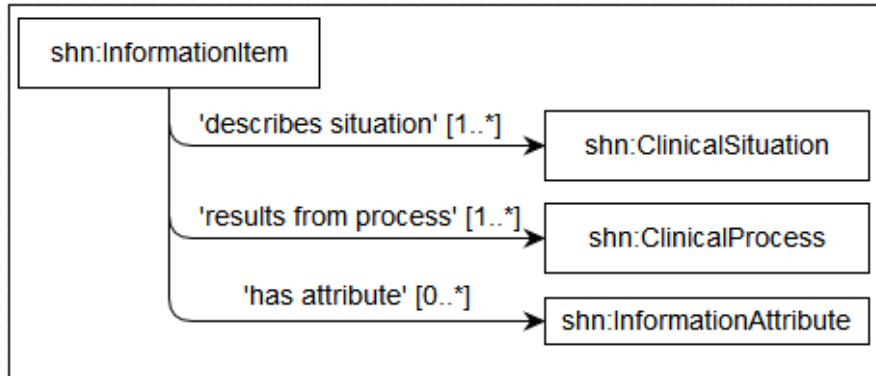 shn:InformationItem
'describes situation' [1..*]
shn:ClinicalSituation
'results from process' [1..*]
shn:ClinicalProcess
'has attribute' [0..*]
shn:InformationAttribute